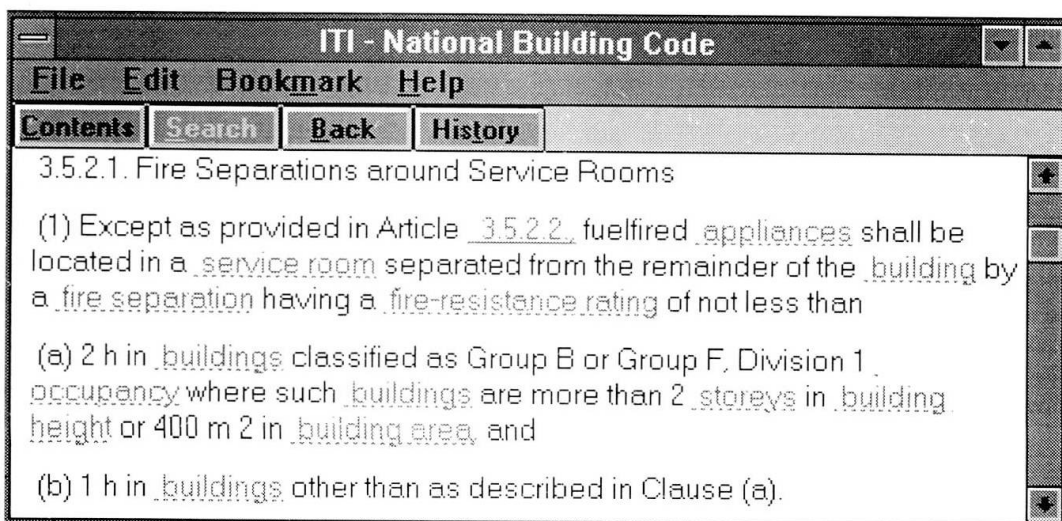 ITI - National Building Code
File Edit Bookmark Help
Contents Search Back History
3.5.2.1. Fire Separations around Service Rooms
(1) Except as provided in Article 3.5.2.2., fuelfired appliances shall be
located in a service room separated from the remainder of the building by
a fire separation having a fire-resistance rating of not less than
(a) 2 h in buildings classified as Group B or Group F, Division 1
occupancy where such buildings are more than 2 storeys in building
height or 400 m 2 in building area, and
(b) 1 h in buildings other than as described in Clause (a).